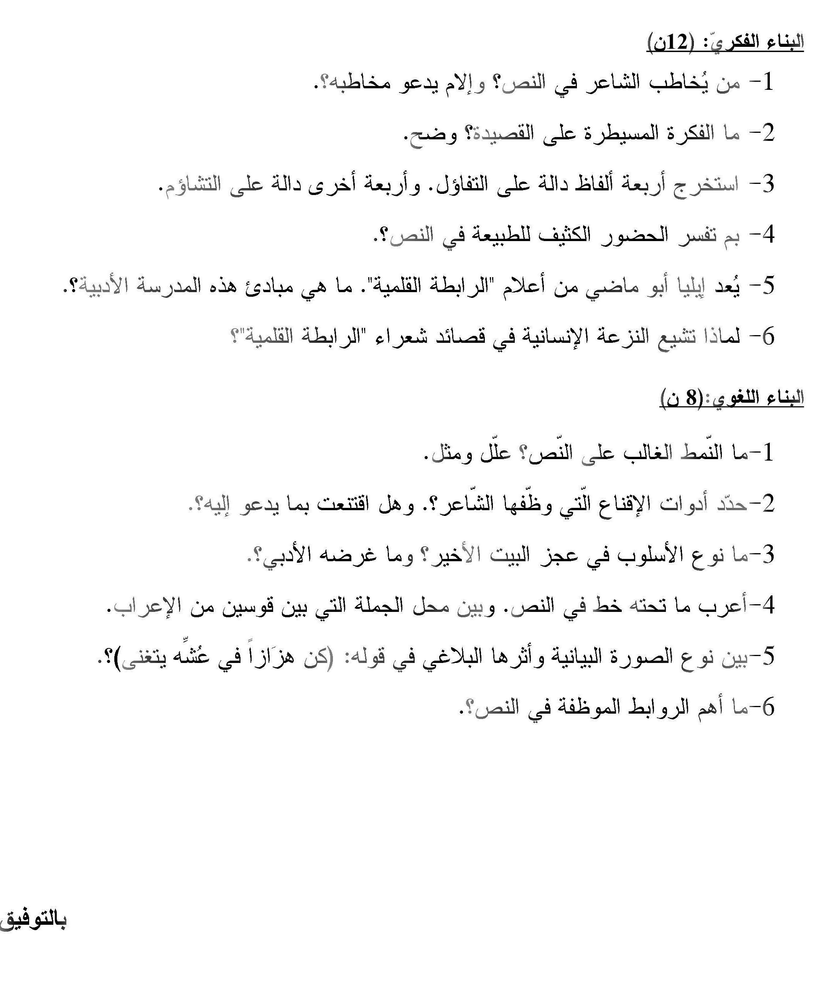 البناء الفكريّ: (12ن)
1- من يُخاطب الشاعر في النص؟ وإلام يدعو مخاطبه؟.
2- ما الفكرة المسيطرة على القصيدة؟ وضح.
3- استخرج أربعة ألفاظ دالة على التفاؤل. وأربعة أخرى دالة على التشاؤم.
4- بم تفسر الحضور الكثيف للطبيعة في النص؟.
5- يُعد إيليا أبو ماضي من أعلام "الرابطة القلمية". ما هي مبادئ هذه المدرسة الأدبية؟.
6- لماذا تشيع النزعة الإنسانية في قصائد شعراء "الرابطة القلمية"؟
البناء اللغوي:(8 ن)
1-ما النّمط الغالب على النّص؟ علّل ومثل.
2-حدّد أدوات الإقناع الّتي وظّفها الشّاعر؟. وهل اقتنعت بما يدعو إليه؟.
3-ما نوع الأسلوب في عجز البيت الأخير؟ وما غرضه الأدبي؟.
4-أعرب ما تحته خط في النص. وبين محل الجملة التي بين قوسين من الإعراب.
5-بين نوع الصورة البيانية وأثرها البلاغي في قوله: (كن هزَازاً في عُشِّه يتغنى)؟.
6-ما أهم الروابط الموظفة في النص؟.
بالتوفيق